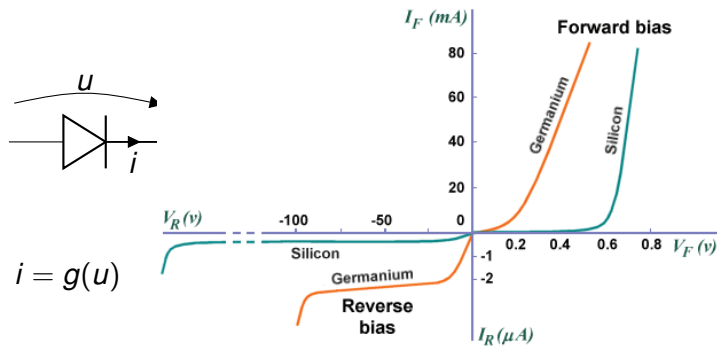 I_F (mA)
Forward bias
80
60
40
20
Germanium
Silicon
u
i
V_R (v)
-100
-50
0
0.2
0.4
0.6
0.8
V_F (v)
Silicon
-1
-2
Germanium
Reverse
bias
i = g(u)
I_R (μA)